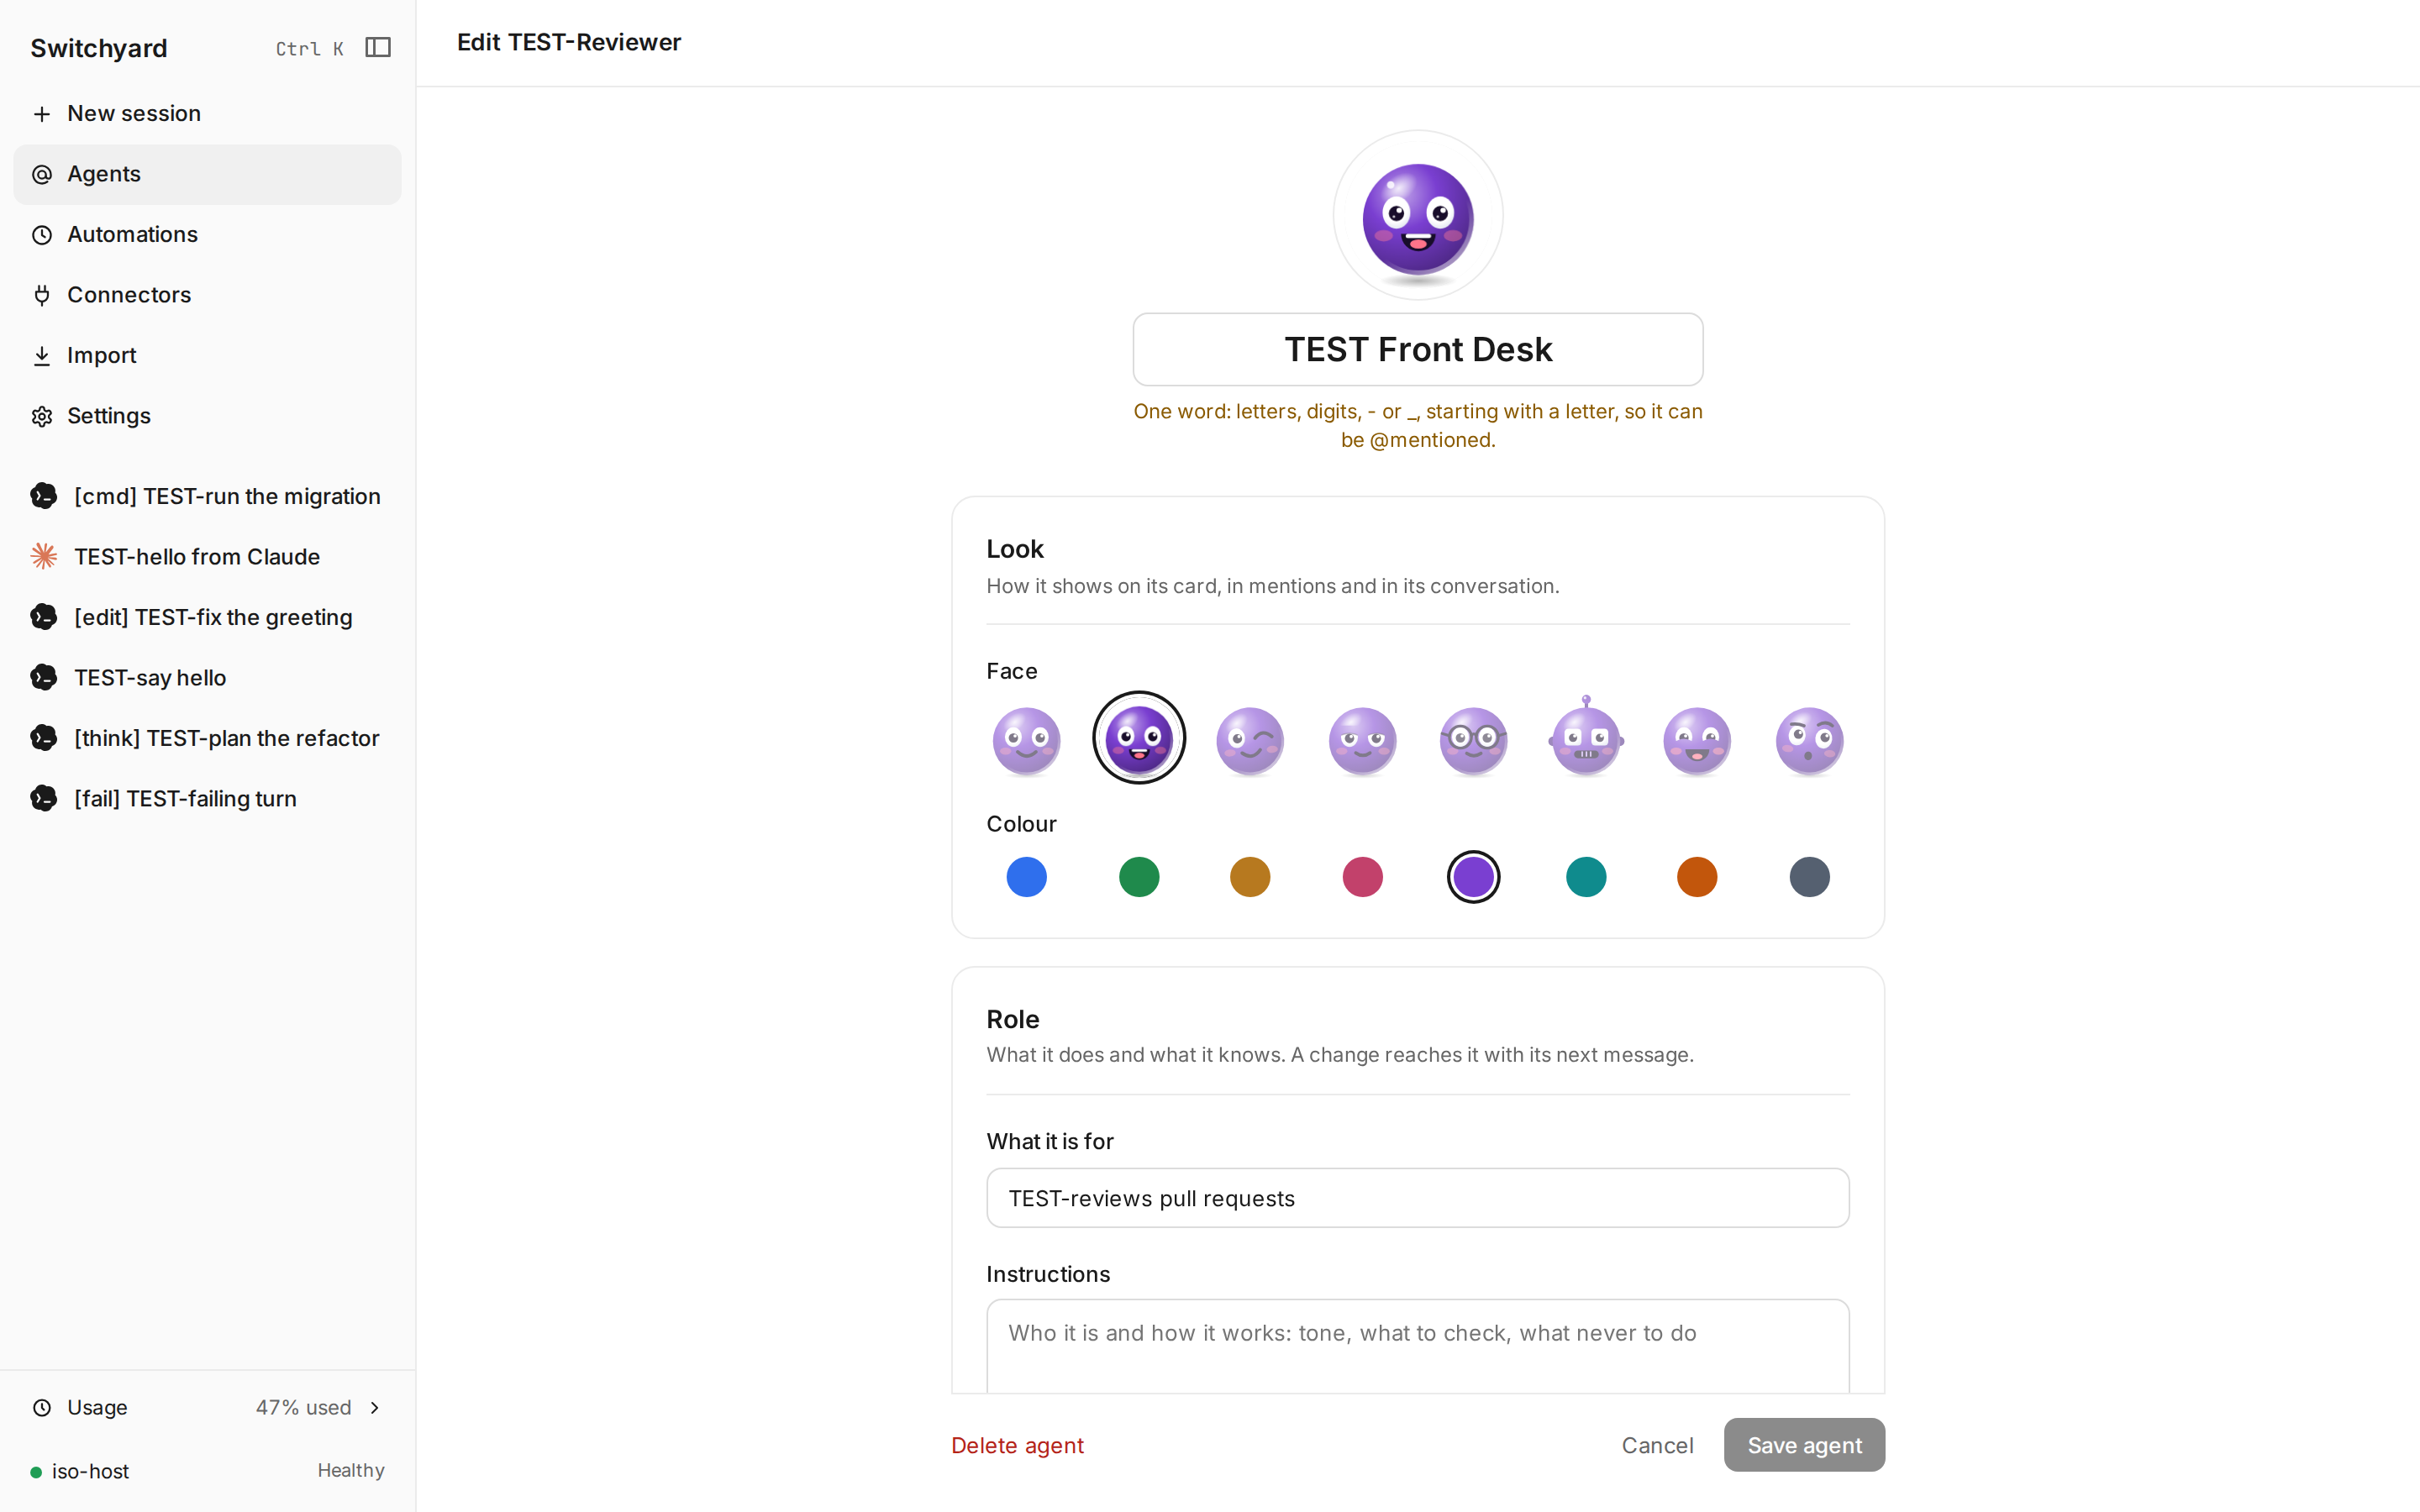 Switchyard
Ctrl K
New session
Agents
Automations
Connectors
Import
Settings
[cmd] TEST-run the migration
TEST-hello from Claude
[edit] TEST-fix the greeting
TEST-say hello
[think] TEST-plan the refactor
[fail] TEST-failing turn
Usage
47% used
iso-host
Healthy
Edit TEST-Reviewer
TEST Front Desk
One word: letters, digits, - or _, starting with a letter, so it can
be @mentioned.
Look
How it shows on its card, in mentions and in its conversation.
Face
Colour
Role
What it does and what it knows. A change reaches it with its next message.
What it is for
TEST-reviews pull requests
Instructions
Who it is and how it works: tone, what to check, what never to do
Delete agent
Cancel
Save agent